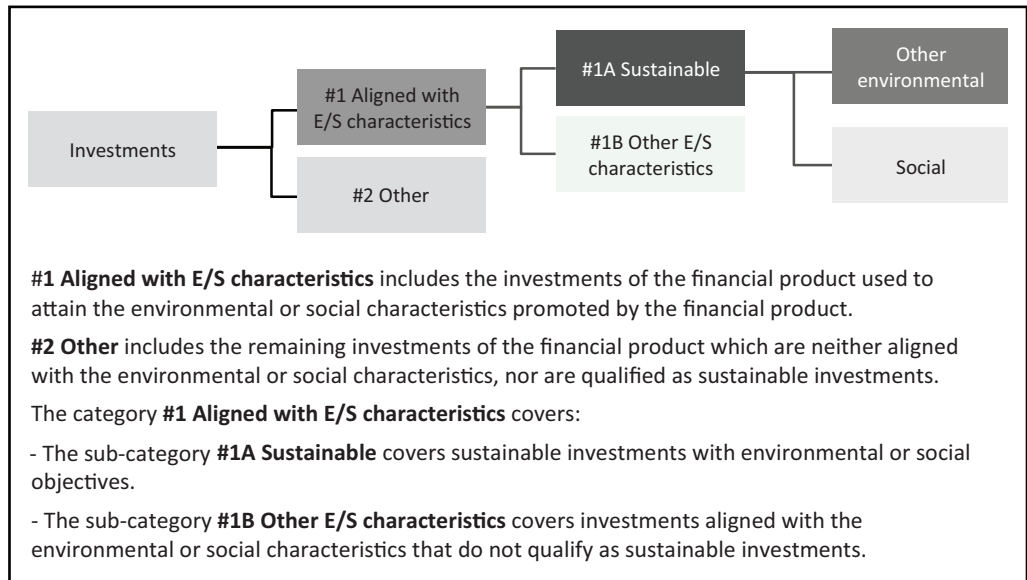 Investments
#1 Aligned with
E/S characteristics
#2 Other
#1A Sustainable
#1B Other E/S
characteristics
Other
environmental
Social
#1 Aligned with E/S characteristics includes the investments of the financial product used to
attain the environmental or social characteristics promoted by the financial product.
#2 Other includes the remaining investments of the financial product which are neither aligned
with the environmental or social characteristics, nor are qualified as sustainable investments.
The category #1 Aligned with E/S characteristics covers:
- The sub-category #1A Sustainable covers sustainable investments with environmental or social
objectives.
- The sub-category #1B Other E/S characteristics covers investments aligned with the
environmental or social characteristics that do not qualify as sustainable investments.